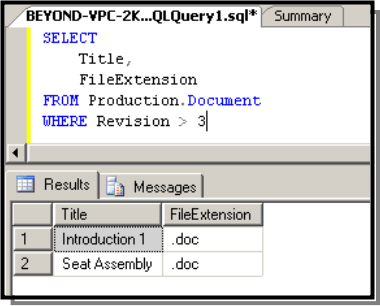 BEYOND-VPC-2K...QLQuery1.sql* Summary
SELECT
Title,
FileExtension
FROM Production.Document
WHERE Revision > 3
Results Messages
Title FileExtension
1 Introduction 1 .doc
2 Seat Assembly .doc